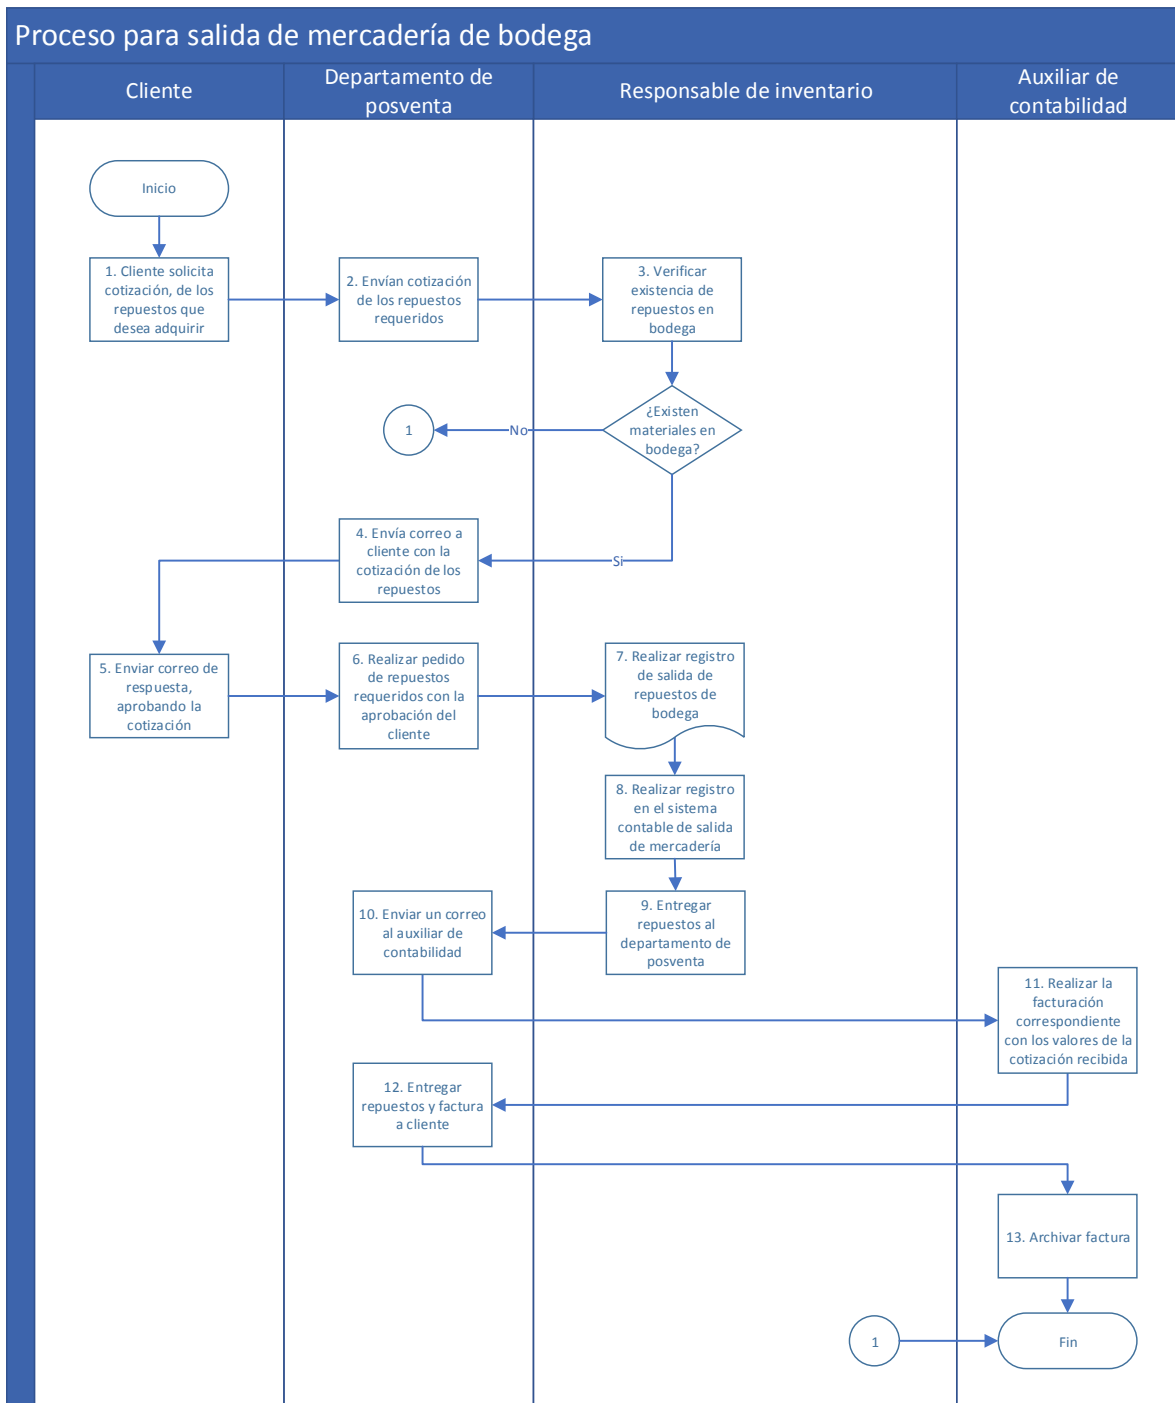 Proceso para salida de mercadería de bodega
Cliente
Departamento de
posventa
Responsable de inventario
Auxiliar de
contabilidad
Inicio
1. Cliente solicita
cotización, de los
repuestos que
desea adquirir
2. Envían cotización
de los repuestos
requeridos
3. Verificar
existencia de
repuestos en
bodega
¿Existen
materiales en
bodega?
No
1
Si
4. Envía correo a
cliente con la
cotización de los
repuestos
5. Enviar correo de
respuesta,
aprobando la
cotización
6. Realizar pedido
de repuestos
requeridos con la
aprobación del
cliente
7. Realizar registro
de salida de
repuestos de
bodega
8. Realizar registro
en el sistema
contable de salida
de mercadería
9. Entregar
repuestos al
departamento de
posventa
10. Enviar un correo
al auxiliar de
contabilidad
11. Realizar la
facturación
correspondiente
con los valores de la
cotización recibida
12. Entregar
repuestos y factura
a cliente
13. Archivar factura
1
Fin